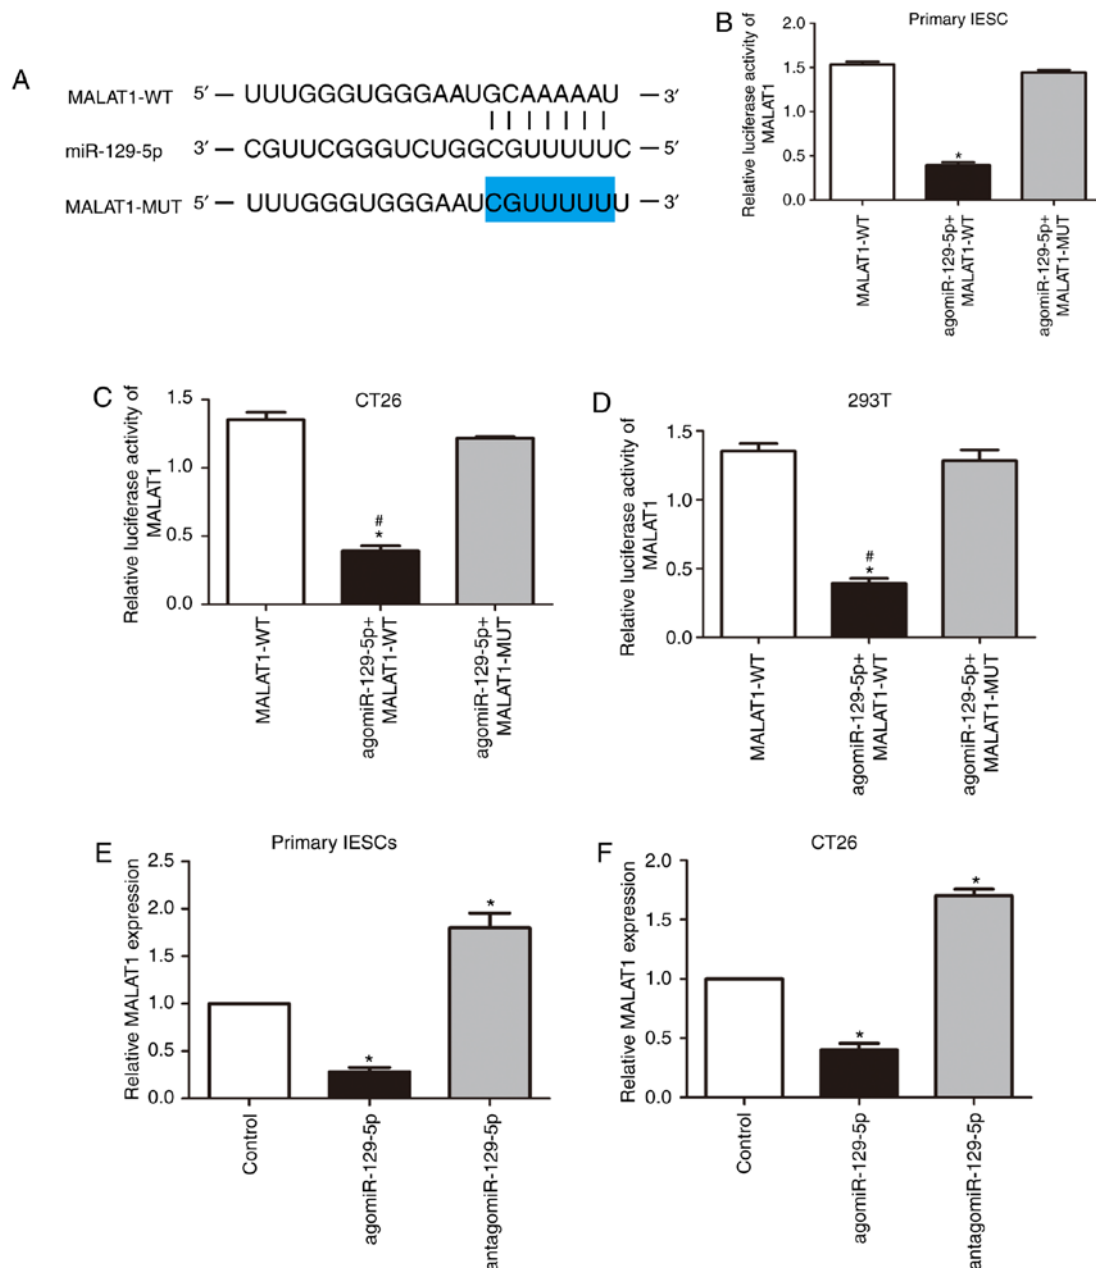 A
MALAT1-WT 5′ — UUUGGGUGGGAAUGCAAAAAU — 3′
miR-129-5p 3′ — CGUUCGGGUCUGGCGUUUUUC — 5′
MALAT1-MUT 5′ — UUUGGGUGGGAAUCGUUUUUU — 3′
B
Primary IESC
Relative luciferase activity of
MALAT1
2.0
1.5
1.0
0.5
0.0
*
MALAT1-WT
agomiR-129-5p+
MALAT1-WT
agomiR-129-5p+
MALAT1-MUT
C
CT26
Relative luciferase activity of
MALAT1
1.5
1.0
0.5
0.0
#
*
MALAT1-WT
agomiR-129-5p+
MALAT1-WT
agomiR-129-5p+
MALAT1-MUT
D
293T
Relative luciferase activity of
MALAT1
1.5
1.0
0.5
0.0
#
*
MALAT1-WT
agomiR-129-5p+
MALAT1-WT
agomiR-129-5p+
MALAT1-MUT
E
Primary IESCs
Relative MALAT1 expression
2.5
2.0
1.5
1.0
0.5
0.0
*
*
Control
agomiR-129-5p
antagomiR-129-5p
F
CT26
Relative MALAT1 expression
2.0
1.5
1.0
0.5
0.0
*
*
Control
agomiR-129-5p
antagomiR-129-5p